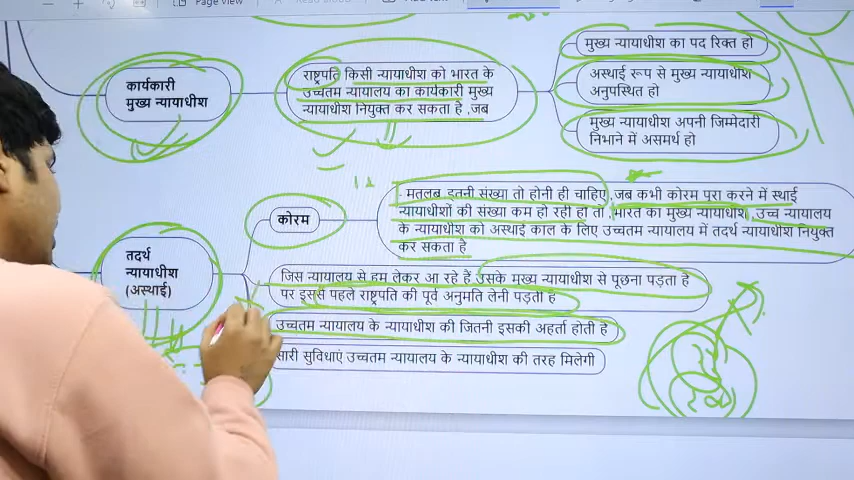 Page view
कार्यकारी
मुख्य न्यायाधीश
राष्ट्रपति किसी न्यायाधीश को भारत के
उच्चतम न्यायालय का कार्यकारी मुख्य
न्यायाधीश नियुक्त कर सकता है ,जब
मुख्य न्यायाधीश का पद रिक्त हो
अस्थाई रूप से मुख्य न्यायाधीश
अनुपस्थित हो
मुख्य न्यायाधीश अपनी जिम्मेदारी
निभाने में असमर्थ हो
तदर्थ
न्यायाधीश
(अस्थाई)
कोरम
मतलब इतनी संख्या तो होनी ही चाहिए ,जब कभी कोरम पूरा करने में स्थाई
न्यायाधीशों की संख्या कम हो रही हो तो ,भारत का मुख्य न्यायाधीश , उच्च न्यायालय
के न्यायाधीश को अस्थाई काल के लिए उच्चतम न्यायालय में तदर्थ न्यायाधीश नियुक्त
कर सकता है
जिस न्यायालय से हम लेकर आ रहे हैं उसके मुख्य न्यायाधीश से पूछना पड़ता है
पर इससे पहले राष्ट्रपति की पूर्व अनुमति लेनी पड़ती है
उच्चतम न्यायालय के न्यायाधीश की जितनी इसकी अहर्ता होती है
सारी सुविधाएं उच्चतम न्यायालय के न्यायाधीश की तरह मिलेगी